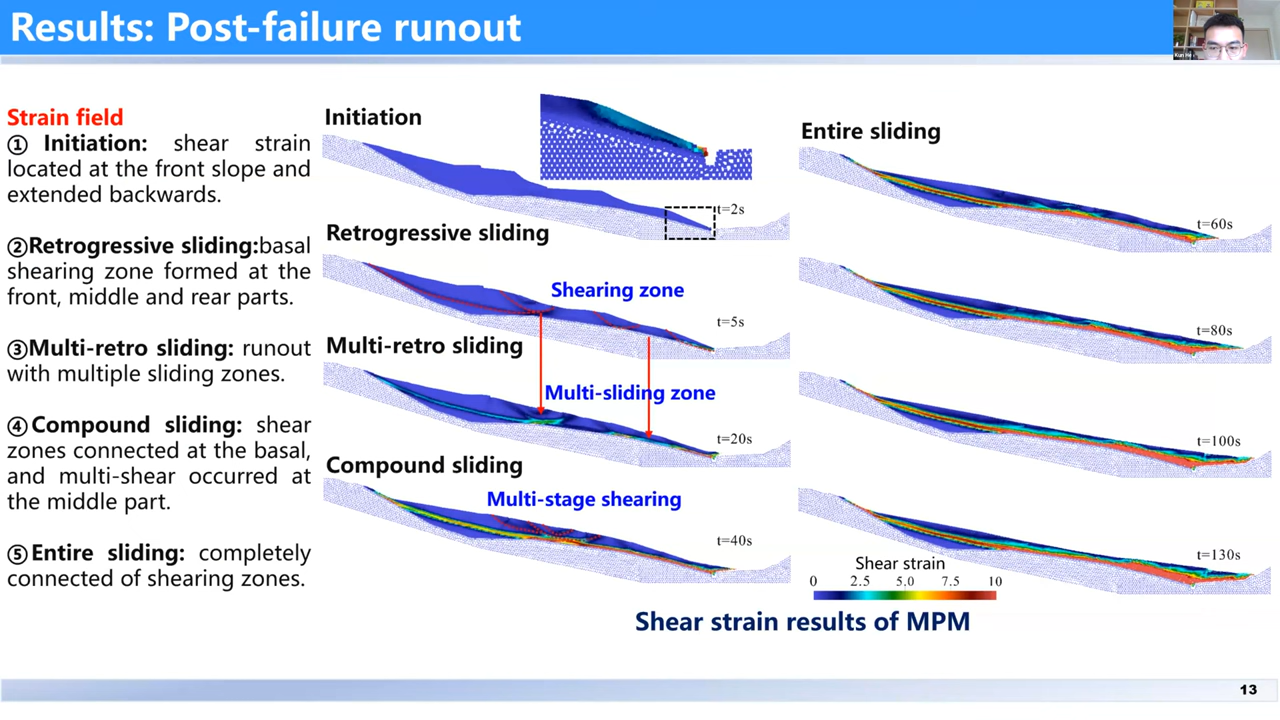 Results: Post-failure runout
Strain field
① Initiation: shear strain
located at the front slope and
extended backwards.
②Retrogressive sliding:basal
shearing zone formed at the
front, middle and rear parts.
③Multi-retro sliding: runout
with multiple sliding zones.
④Compound sliding: shear
zones connected at the basal,
and multi-shear occurred at
the middle part.
⑤Entire sliding: completely
connected of shearing zones.
Initiation
t=2s
Retrogressive sliding
Shearing zone
t=5s
Multi-retro sliding
Multi-sliding zone
t=20s
Compound sliding
Multi-stage shearing
t=40s
Entire sliding
t=60s
t=80s
t=100s
t=130s
Shear strain
0 2.5 5.0 7.5 10
Shear strain results of MPM
13